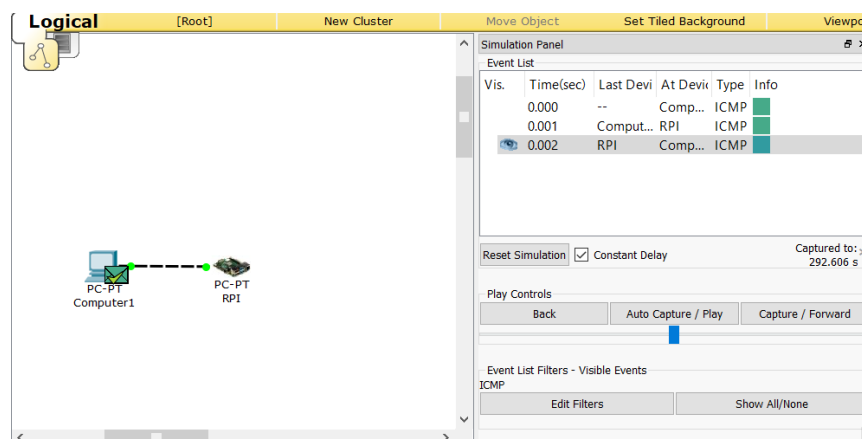 Logical [Root] New Cluster Move Object Set Tiled Background Viewpo
Simulation Panel
Event List
Vis. Time(sec) Last Devi At Devic Type Info
0.000 -- Comp... ICMP
0.001 Comput... RPI ICMP
0.002 RPI Comp... ICMP
Reset Simulation Constant Delay Captured to:
292.606 s
PC-PT
Computer1
PC-PT
RPI
Play Controls
Back Auto Capture / Play Capture / Forward
Event List Filters - Visible Events
ICMP
Edit Filters Show All/None